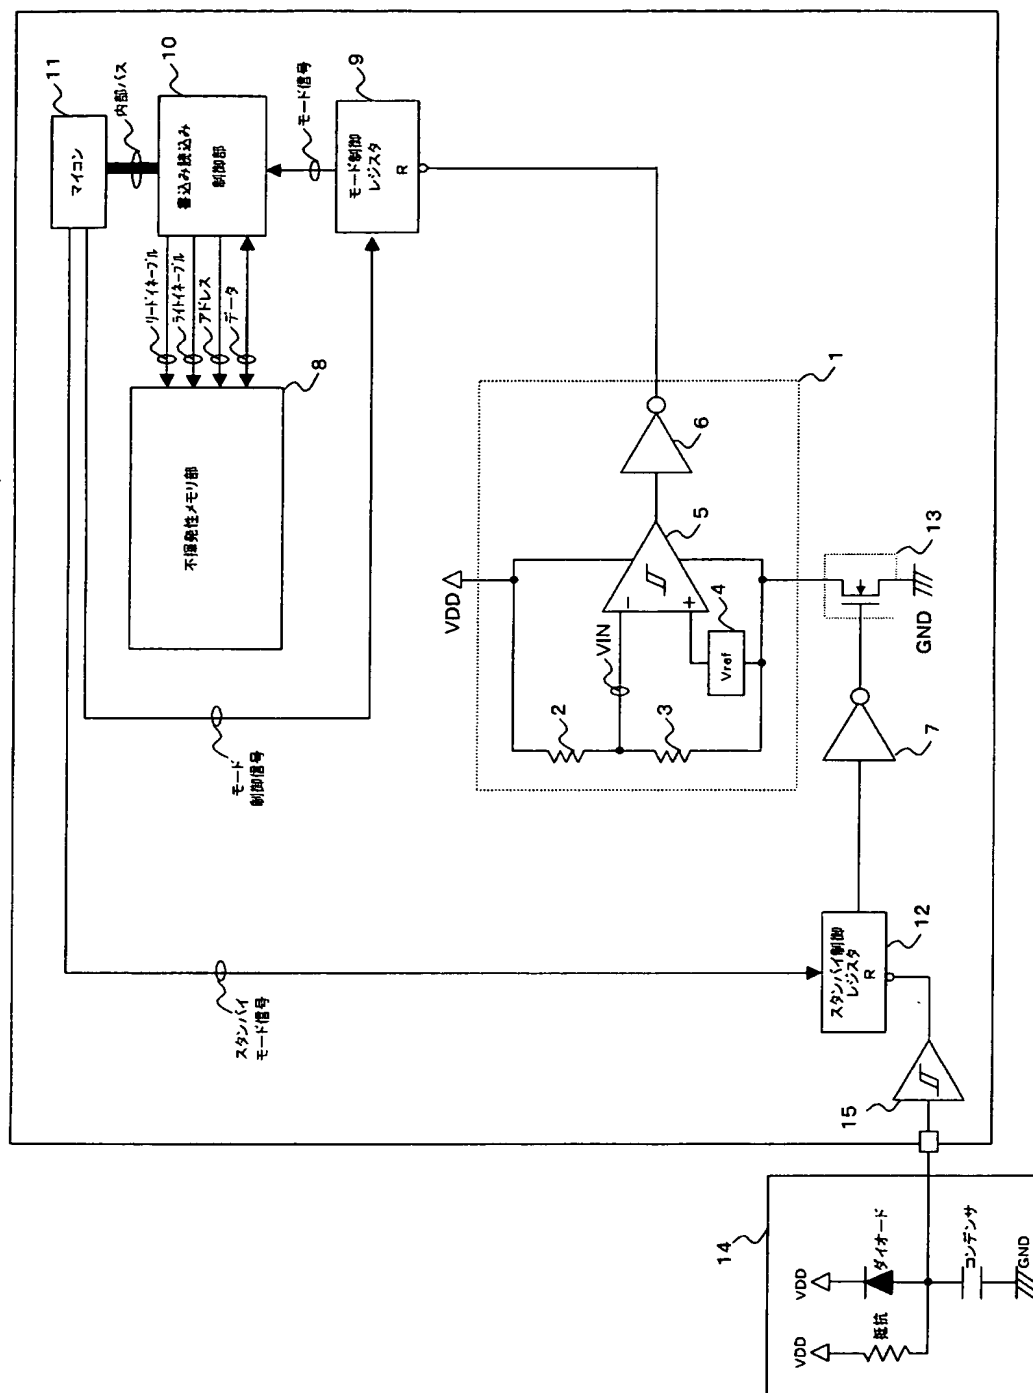 11
マイコン
内部バス
10
書込み読込み
制御部
モード信号
9
モード制御
レジスタ
R
リードイネーブル
ライトイネーブル
アドレス
データ
8
不揮発性メモリ部
モード
制御信号
スタンバイ
モード信号
1
VDD
VIN
2
3
4
Vref
5
6
-
+
13
GND
7
12
スタンバイ制御
レジスタ
R
15
14
VDD
VDD
抵抗
ダイオード
コンデンサ
GND